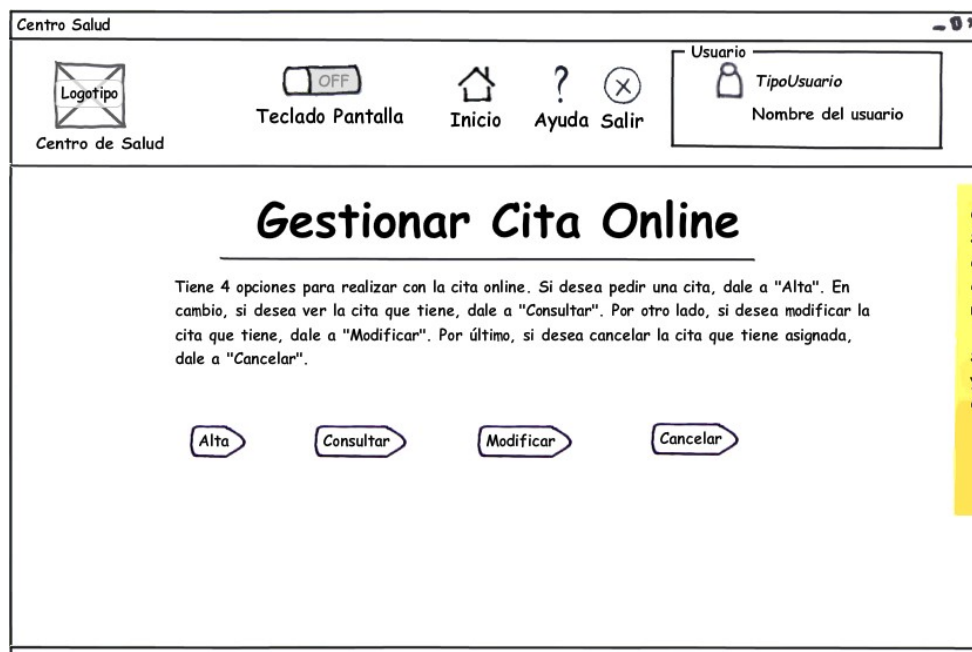 Centro Salud
Logotipo
Centro de Salud
OFF
Teclado Pantalla
Inicio
?
Ayuda
Salir
Usuario
TipoUsuario
Nombre del usuario
Gestionar Cita Online
Tiene 4 opciones para realizar con la cita online. Si desea pedir una cita, dale a "Alta". En
cambio, si desea ver la cita que tiene, dale a "Consultar". Por otro lado, si desea modificar la
cita que tiene, dale a "Modificar". Por último, si desea cancelar la cita que tiene asignada,
dale a "Cancelar".
Alta
Consultar
Modificar
Cancelar